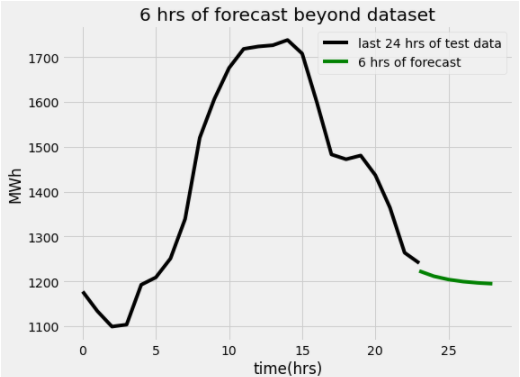 6 hrs of forecast beyond dataset
last 24 hrs of test data
6 hrs of forecast
MWh
1700
1600
1500
1400
1300
1200
1100
0 5 10 15 20 25
time(hrs)